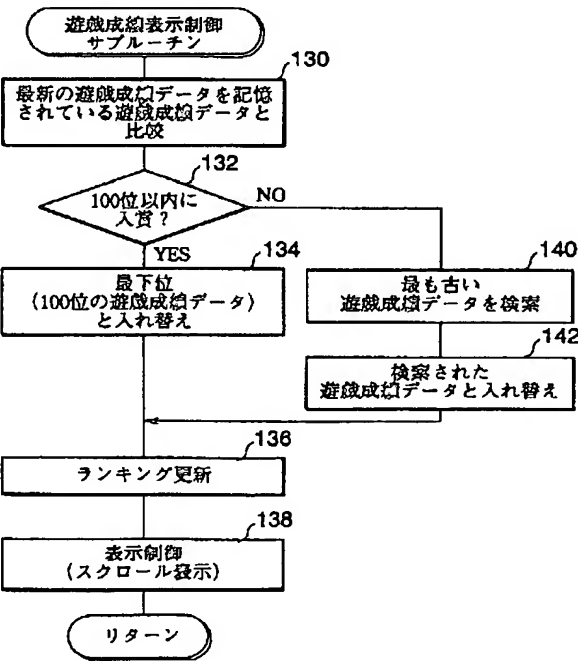 遊戯成績表示制御
サブルーチン
130
最新の遊戯成績データを記憶
されている遊戯成績データと
比較
132
100位以内に
入賞?
NO
YES
134
最下位
(100位の遊戯成績データ)
と入れ替え
140
最も古い
遊戯成績データを検索
142
検索された
遊戯成績データと入れ替え
136
ランキング更新
138
表示制御
(スクロール表示)
リターン